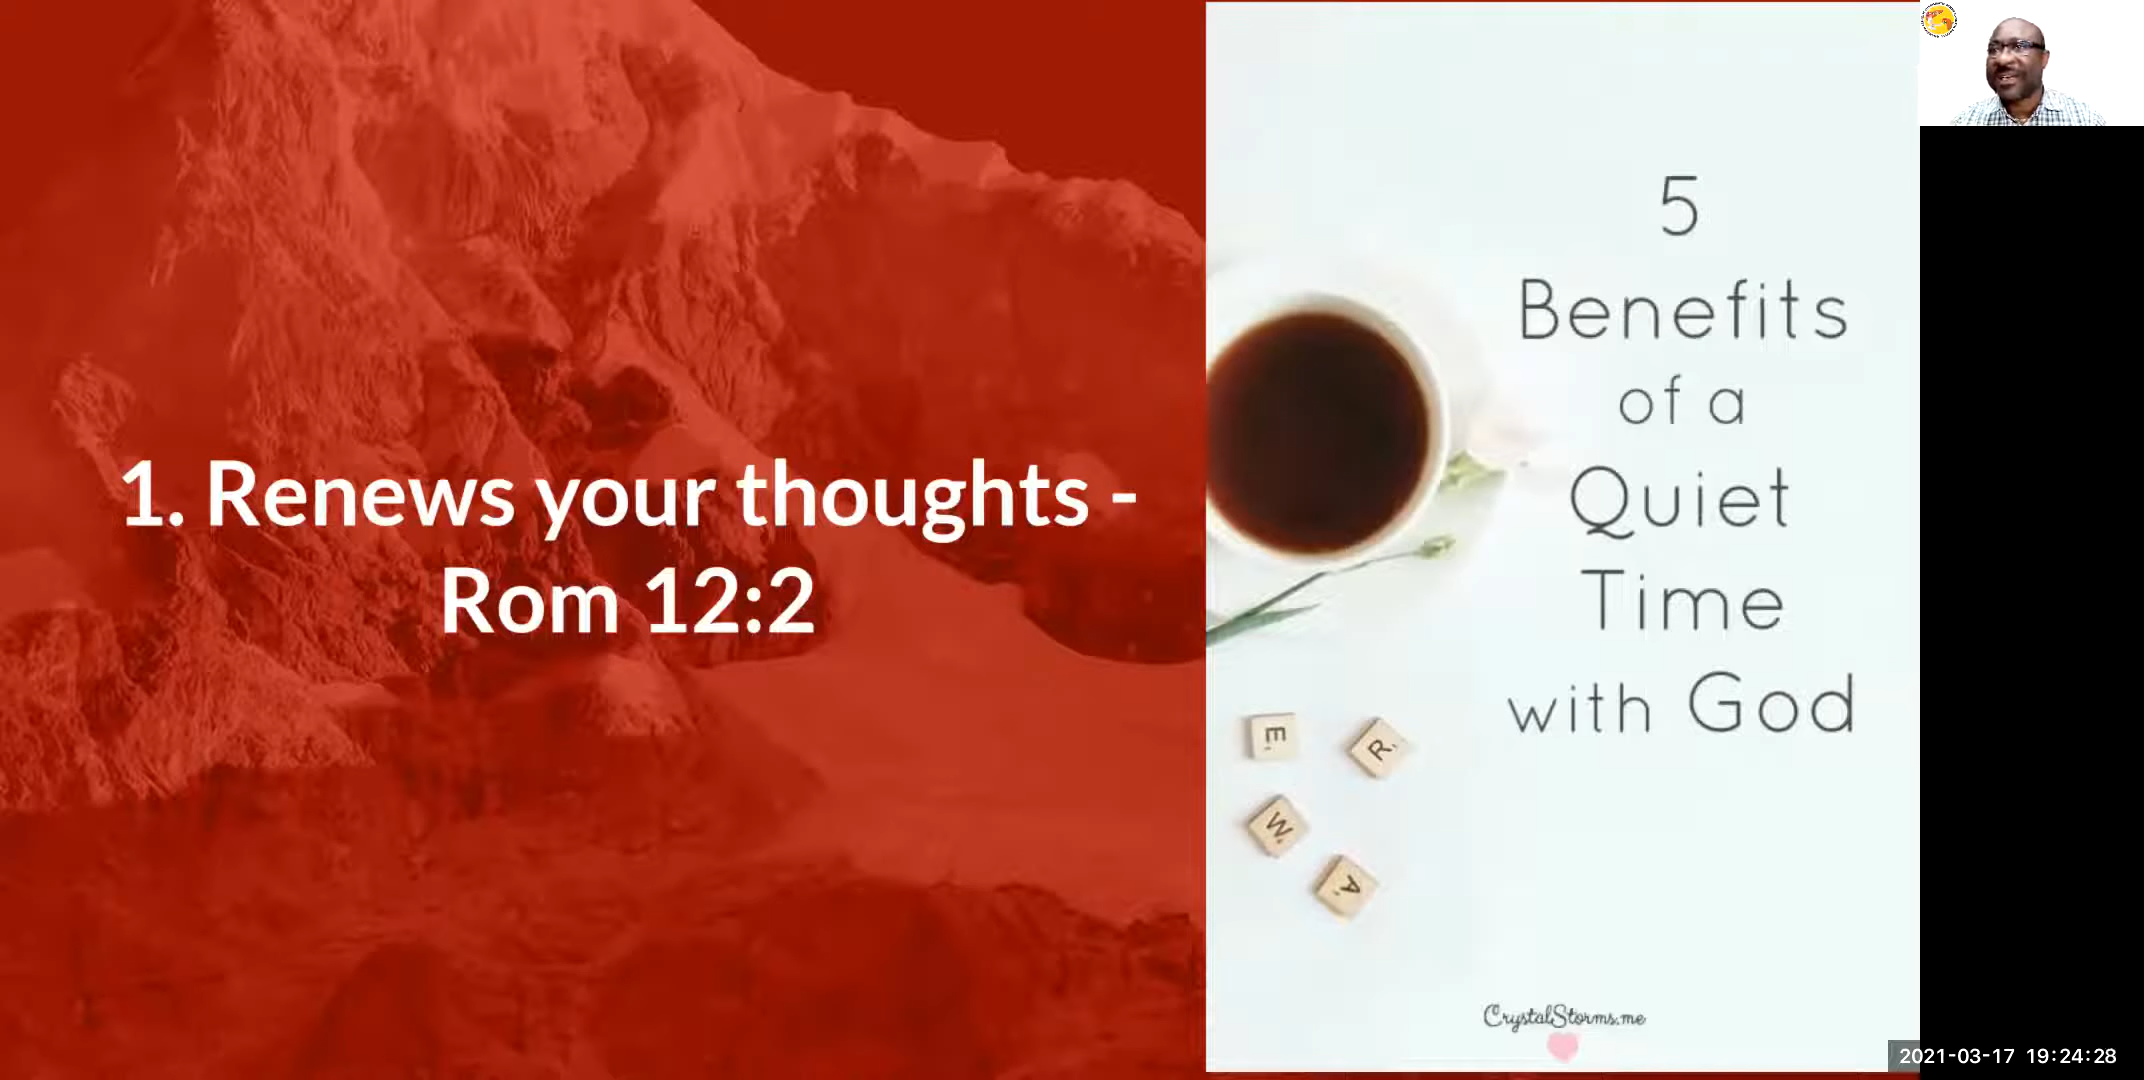 1. Renews your thoughts -
Rom 12:2
5
Benefits
of a
Quiet
Time
with God
E
R
W
A
CrystalStorms.me
2021-03-17 19:24:28